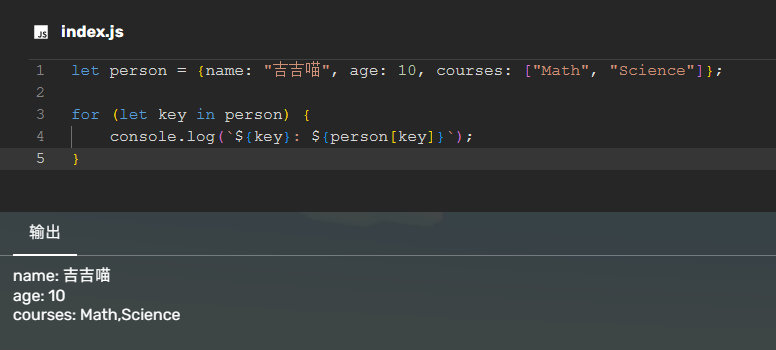 JS index.js
1 let person = {name: "吉吉喵", age: 10, courses: ["Math", "Science"]};
2
3 for (let key in person) {
4     console.log(`${key}: ${person[key]}`);
5 }
输出
name: 吉吉喵
age: 10
courses: Math,Science